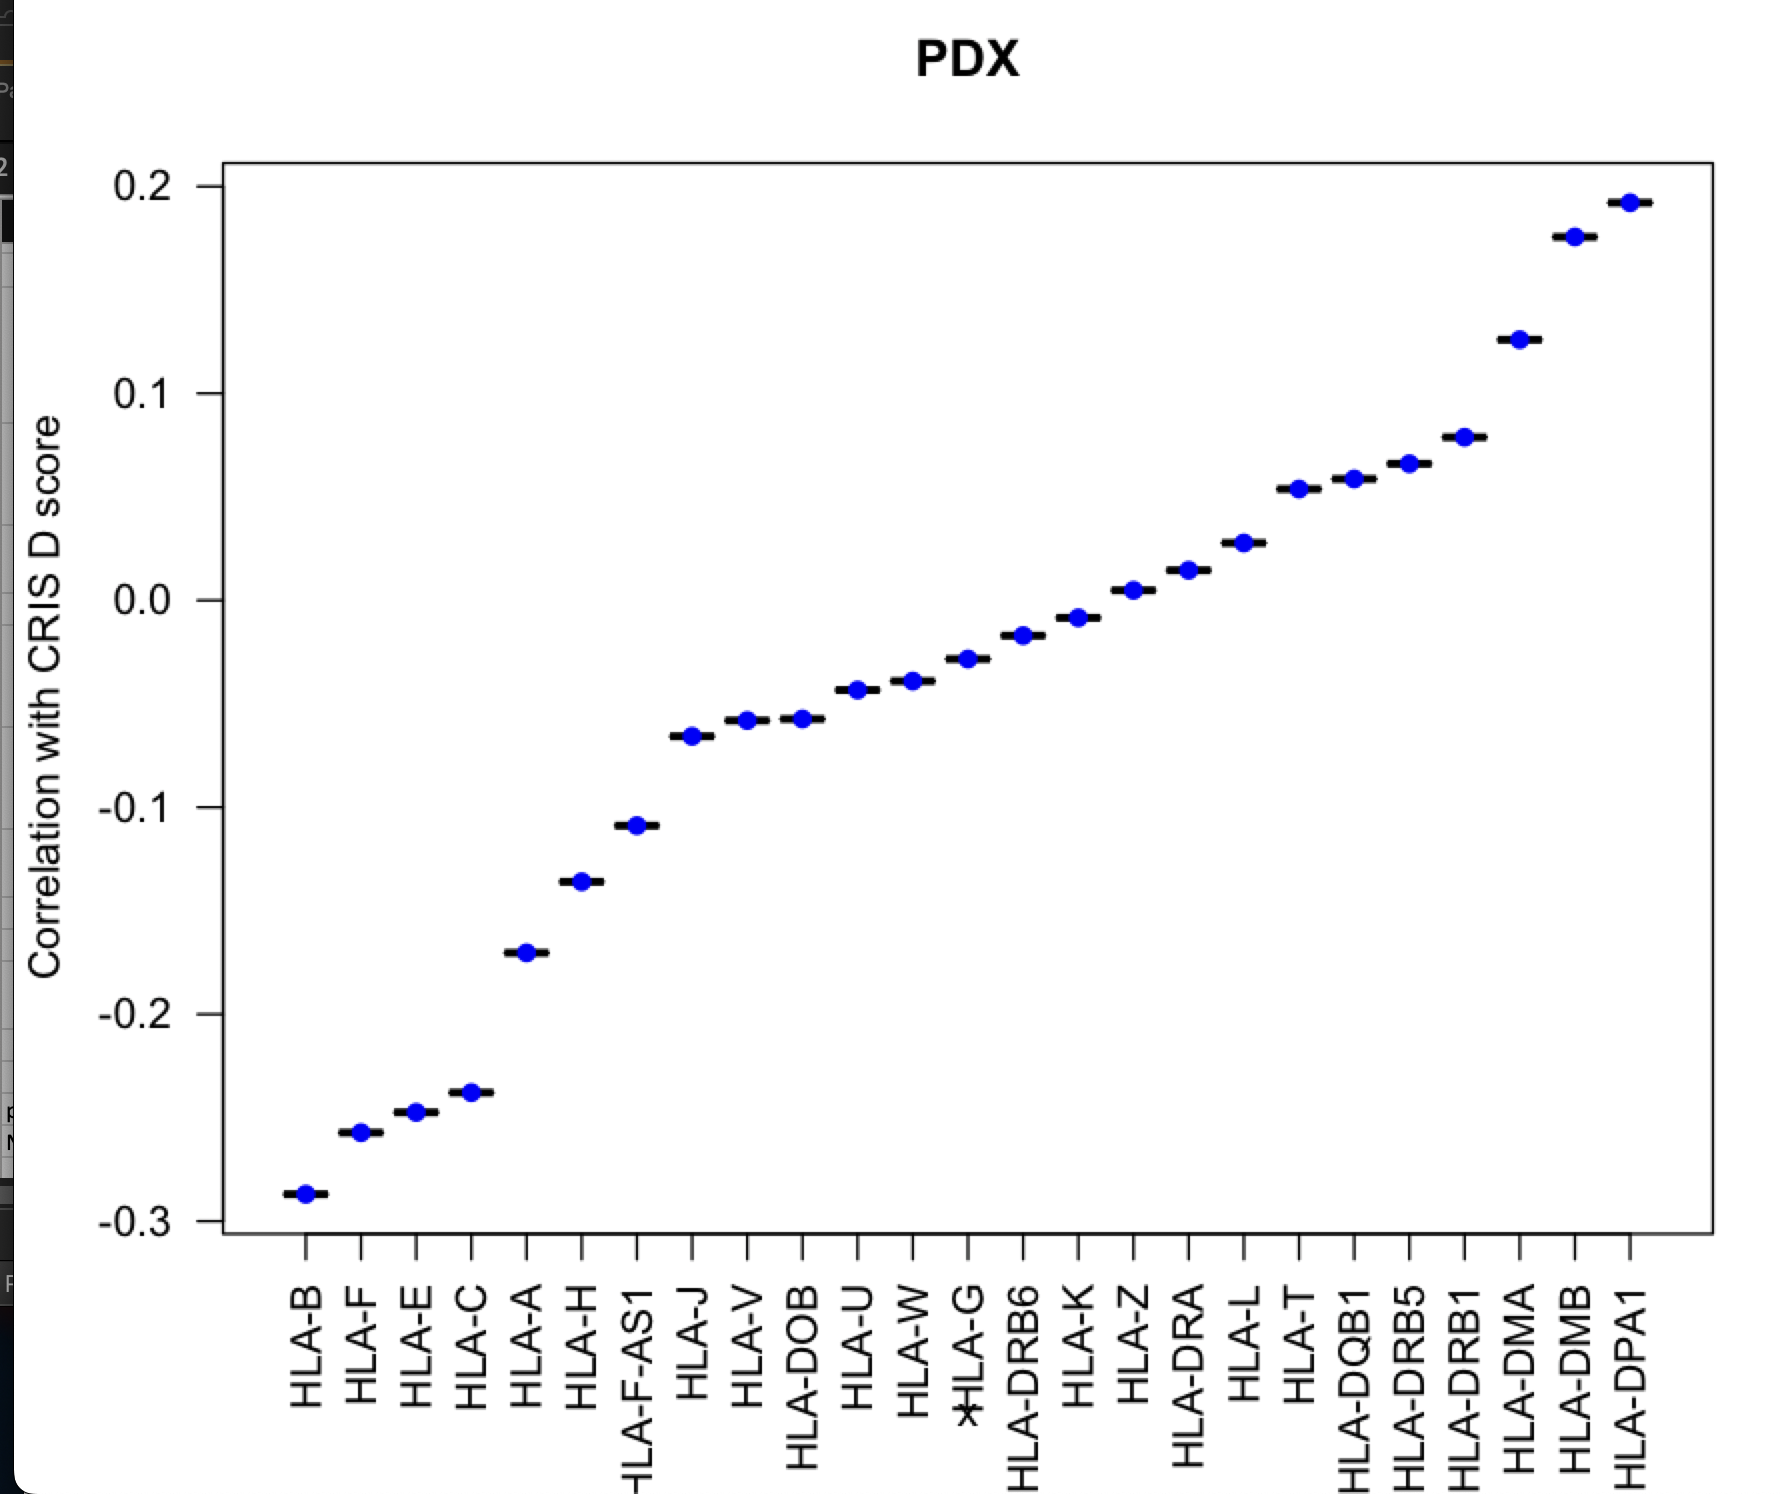 PDX
Correlation with CRIS D score
0.2
0.1
0.0
-0.1
-0.2
-0.3
HLA-B
HLA-F
HLA-E
HLA-C
HLA-A
HLA-H
HLA-F-AS1
HLA-J
HLA-V
HLA-DOB
HLA-U
HLA-W
HLA-G
HLA-DRB6
HLA-K
HLA-Z
HLA-DRA
HLA-L
HLA-T
HLA-DQB1
HLA-DRB5
HLA-DRB1
HLA-DMA
HLA-DMB
HLA-DPA1
x